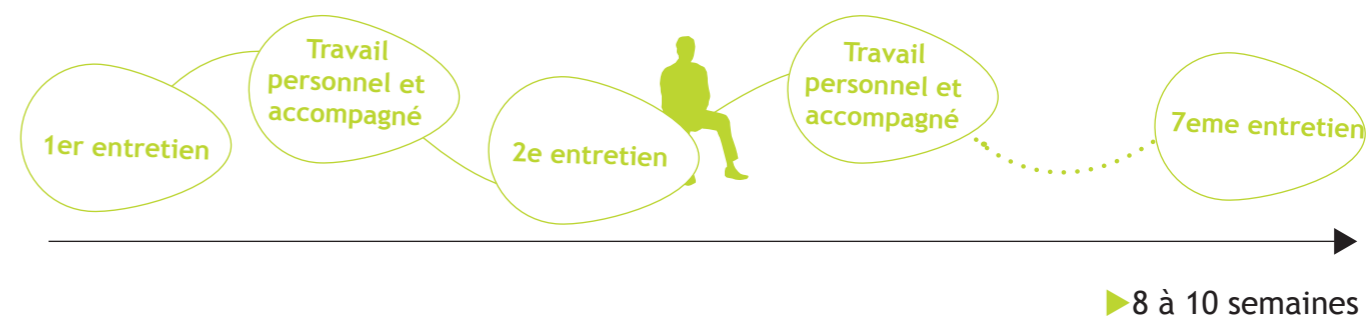 1er entretien
Travail
personnel et
accompagné
2e entretien
Travail
personnel et
accompagné
7eme entretien
8 à 10 semaines